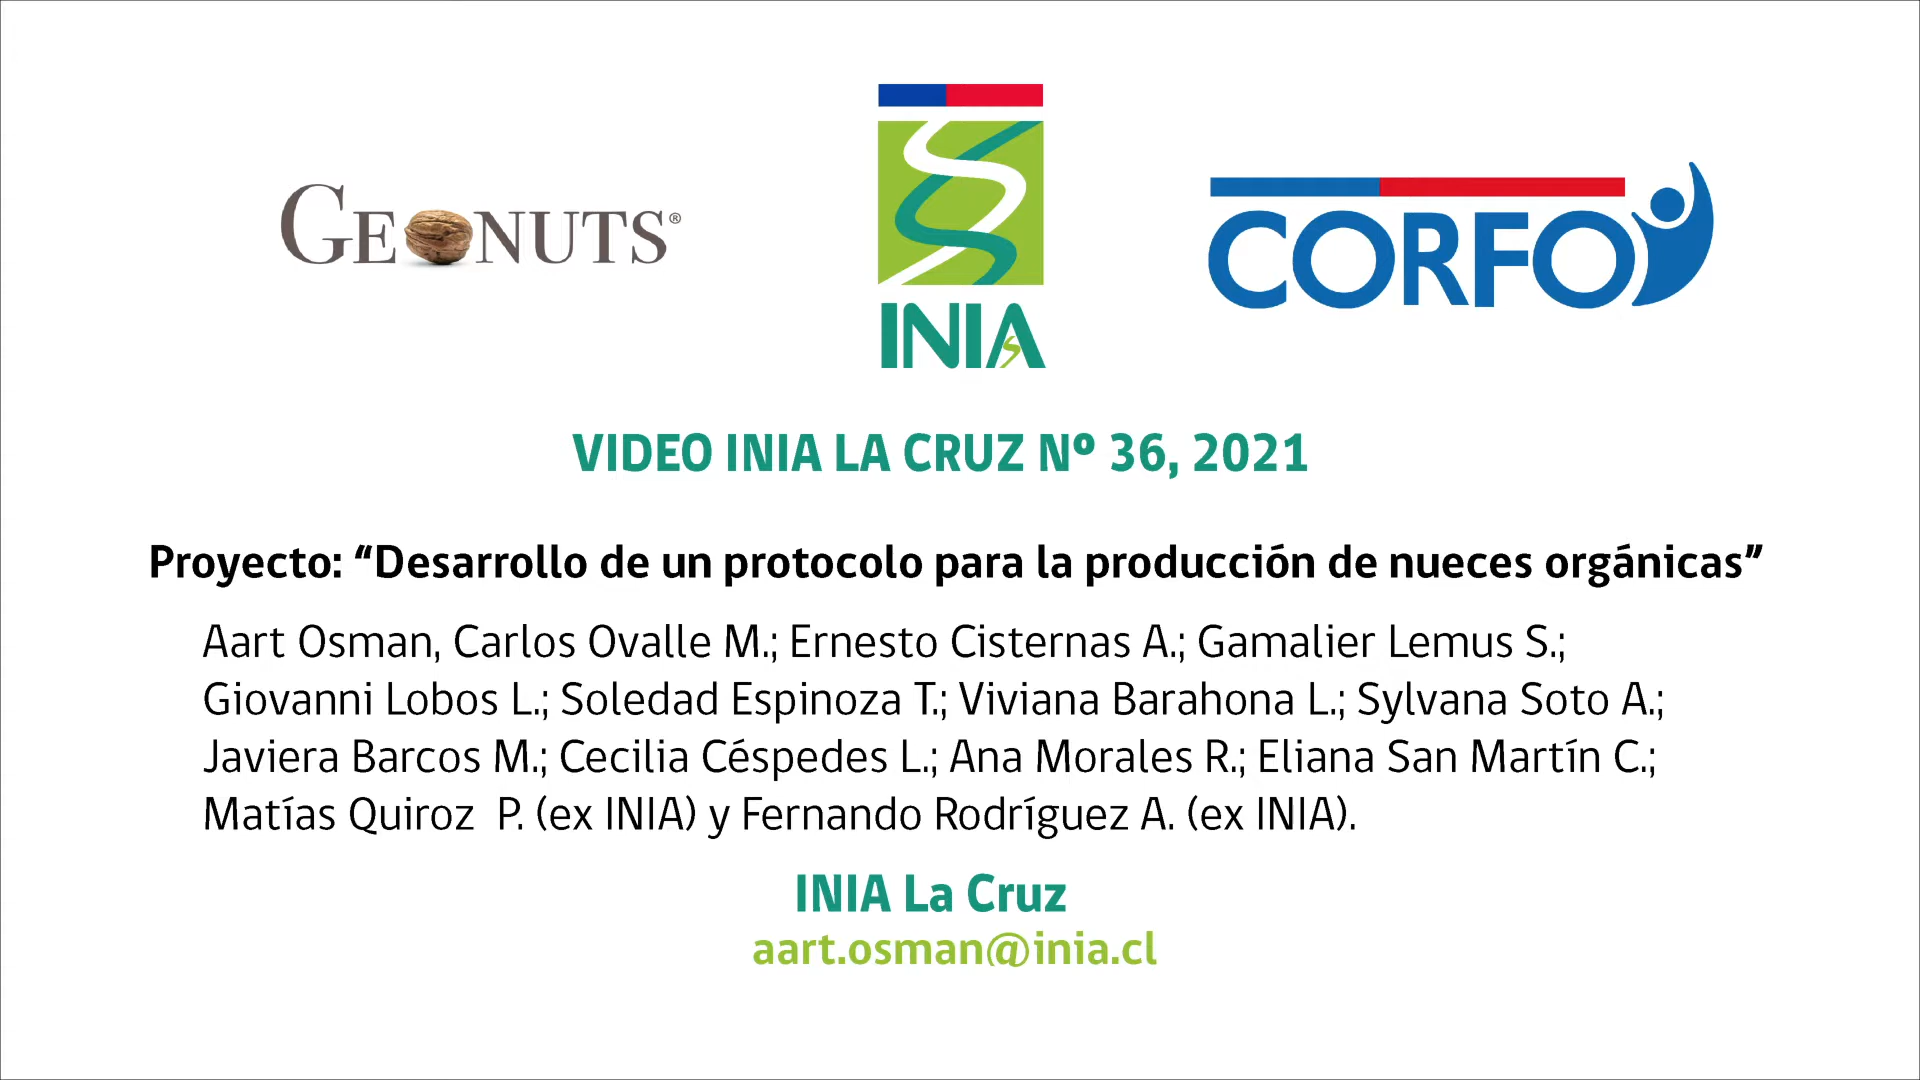 GEONUTS®
INIA
CORFO
VIDEO INIA LA CRUZ Nº 36, 2021
Proyecto: “Desarrollo de un protocolo para la producción de nueces orgánicas”
Aart Osman, Carlos Ovalle M.; Ernesto Cisternas A.; Gamalier Lemus S.;
Giovanni Lobos L.; Soledad Espinoza T.; Viviana Barahona L.; Sylvana Soto A.;
Javiera Barcos M.; Cecilia Céspedes L.; Ana Morales R.; Eliana San Martín C.;
Matías Quiroz P. (ex INIA) y Fernando Rodríguez A. (ex INIA).
INIA La Cruz
aart.osman@inia.cl